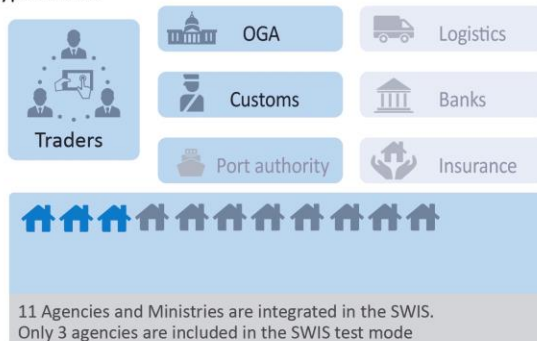 OGA
Logistics
Customs
Banks
Traders
Port authority
Insurance
11 Agencies and Ministries are integrated in the SWIS.
Only 3 agencies are included in the SWIS test mode